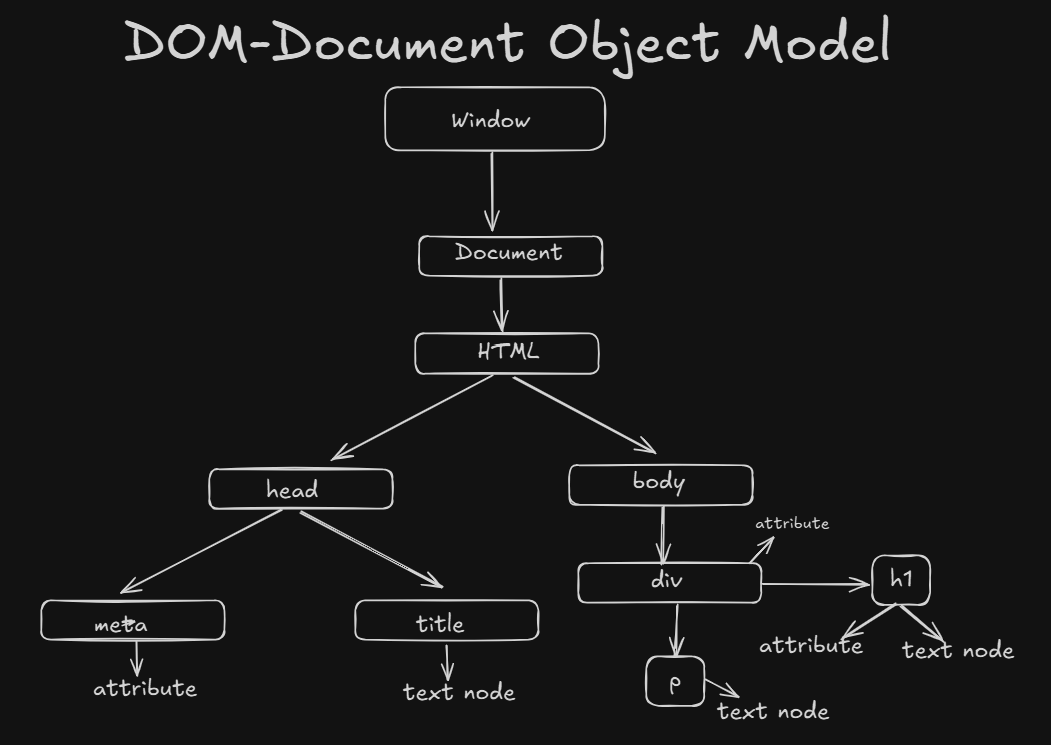 DOM-Document Object Model
Window
Document
HTML
head
body
attribute
div
h1
meta
title
attribute
text node
attribute
text node
p
text node